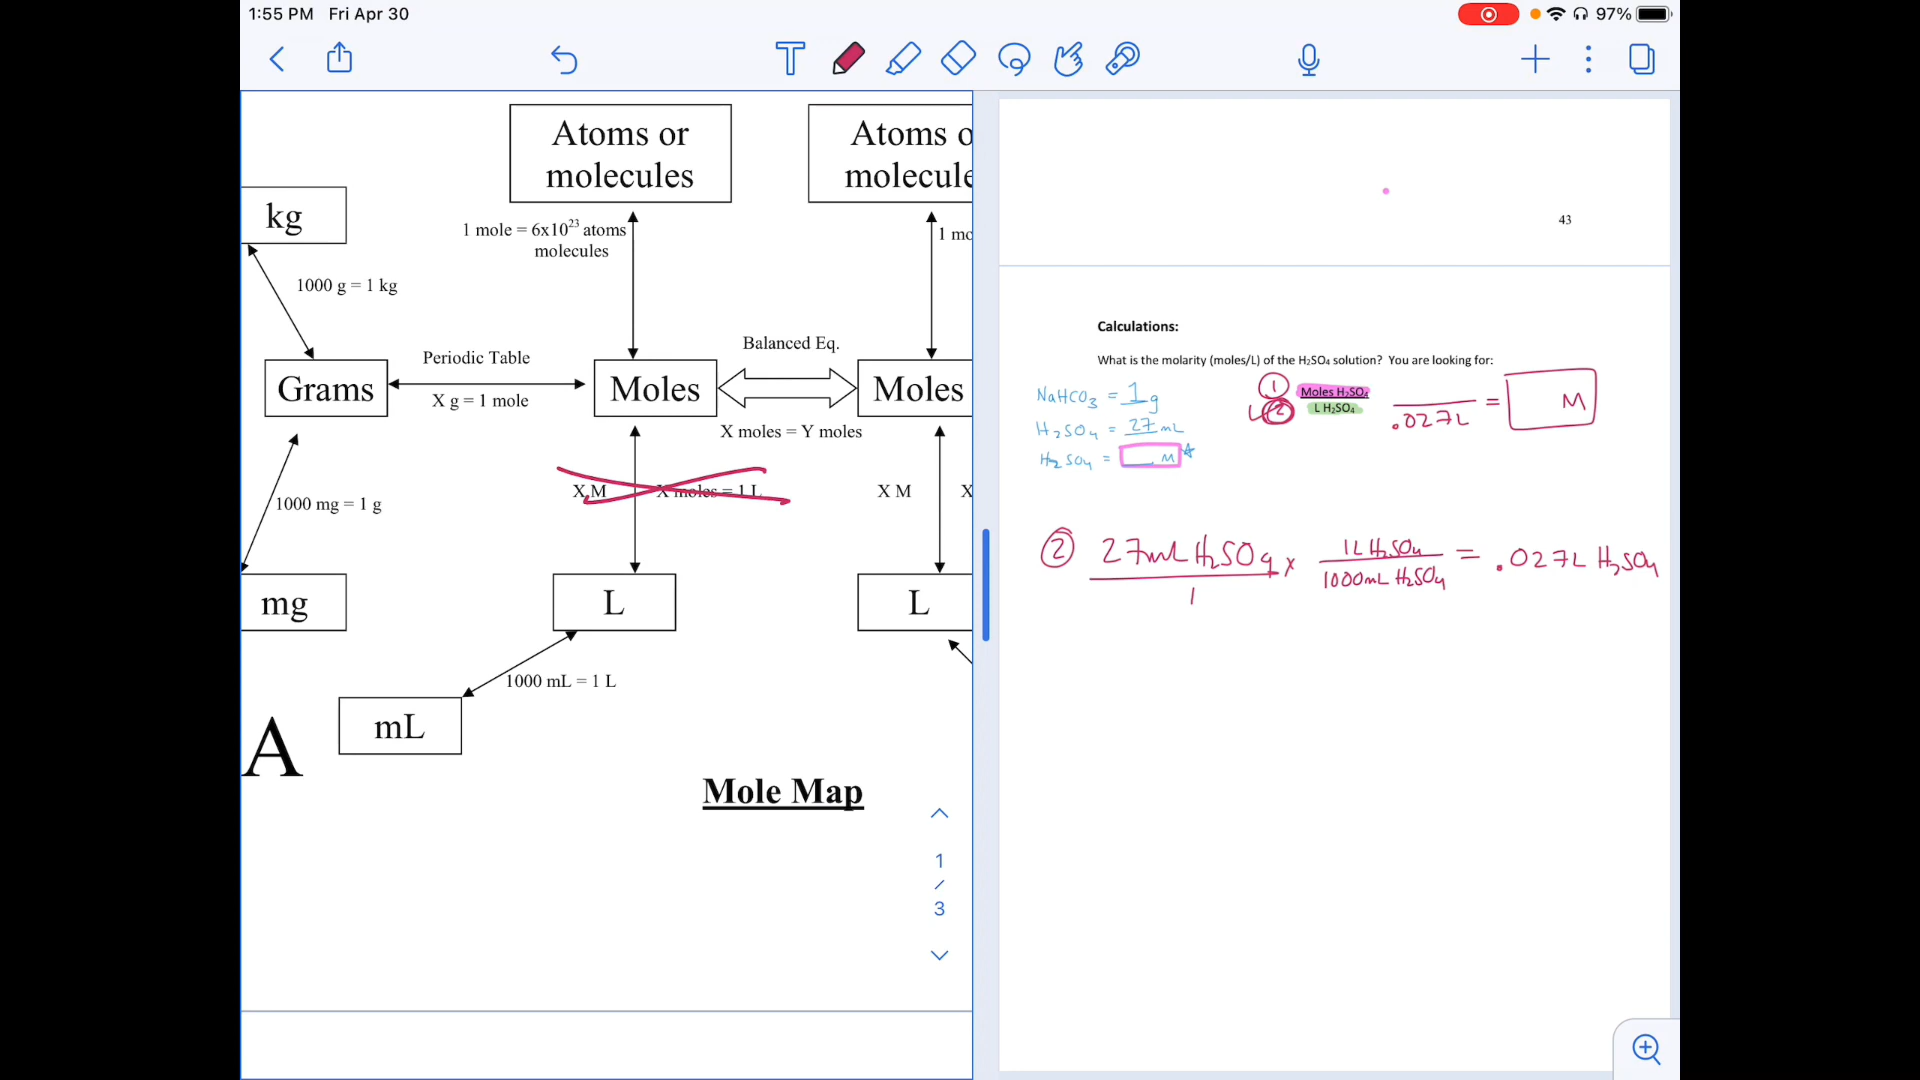 1:55 PM Fri Apr 30
97%
Atoms or
molecules
Atoms o
molecule
kg
1 mole = 6x10²³ atoms
molecules
1 mo
1000 g = 1 kg
Periodic Table
Balanced Eq.
Grams
Moles
Moles
X g = 1 mole
X moles = Y moles
X M
X moles = 1 L
X M
X
1000 mg = 1 g
mg
L
L
1000 mL = 1 L
mL
A
Mole Map
1
/
3
43
Calculations:
What is the molarity (moles/L) of the H₂SO₄ solution? You are looking for:
NaHCO₃ = 1 g
H₂SO₄ = 27 mL
H₂SO₄ = __ M
① Moles H₂SO₄
② L H₂SO₄
.027L
= M
② 27mL H₂SO₄ x 1L H₂SO₄ = .027L H₂SO₄
1
1000mL H₂SO₄